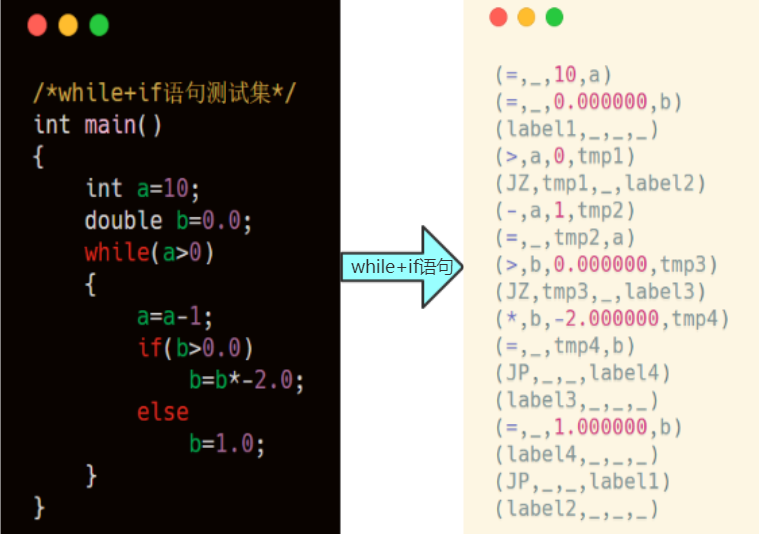 /*while+if语句测试集*/
int main()
{
int a=10;
double b=0.0;
while(a>0)
{
a=a-1;
if(b>0.0)
b=b*-2.0;
else
b=1.0;
}
}
while+if语句
(=,_,10,a)
(=,_,0.000000,b)
(label1,_,_,_)
(>,a,0,tmp1)
(JZ,tmp1,_,label2)
(-,a,1,tmp2)
(=,_,tmp2,a)
(>,b,0.000000,tmp3)
(JZ,tmp3,_,label3)
(*,b,-2.000000,tmp4)
(=,_,tmp4,b)
(JP,_,_,label4)
(label3,_,_,_)
(=,_,1.000000,b)
(label4,_,_,_)
(JP,_,_,label1)
(label2,_,_,_)